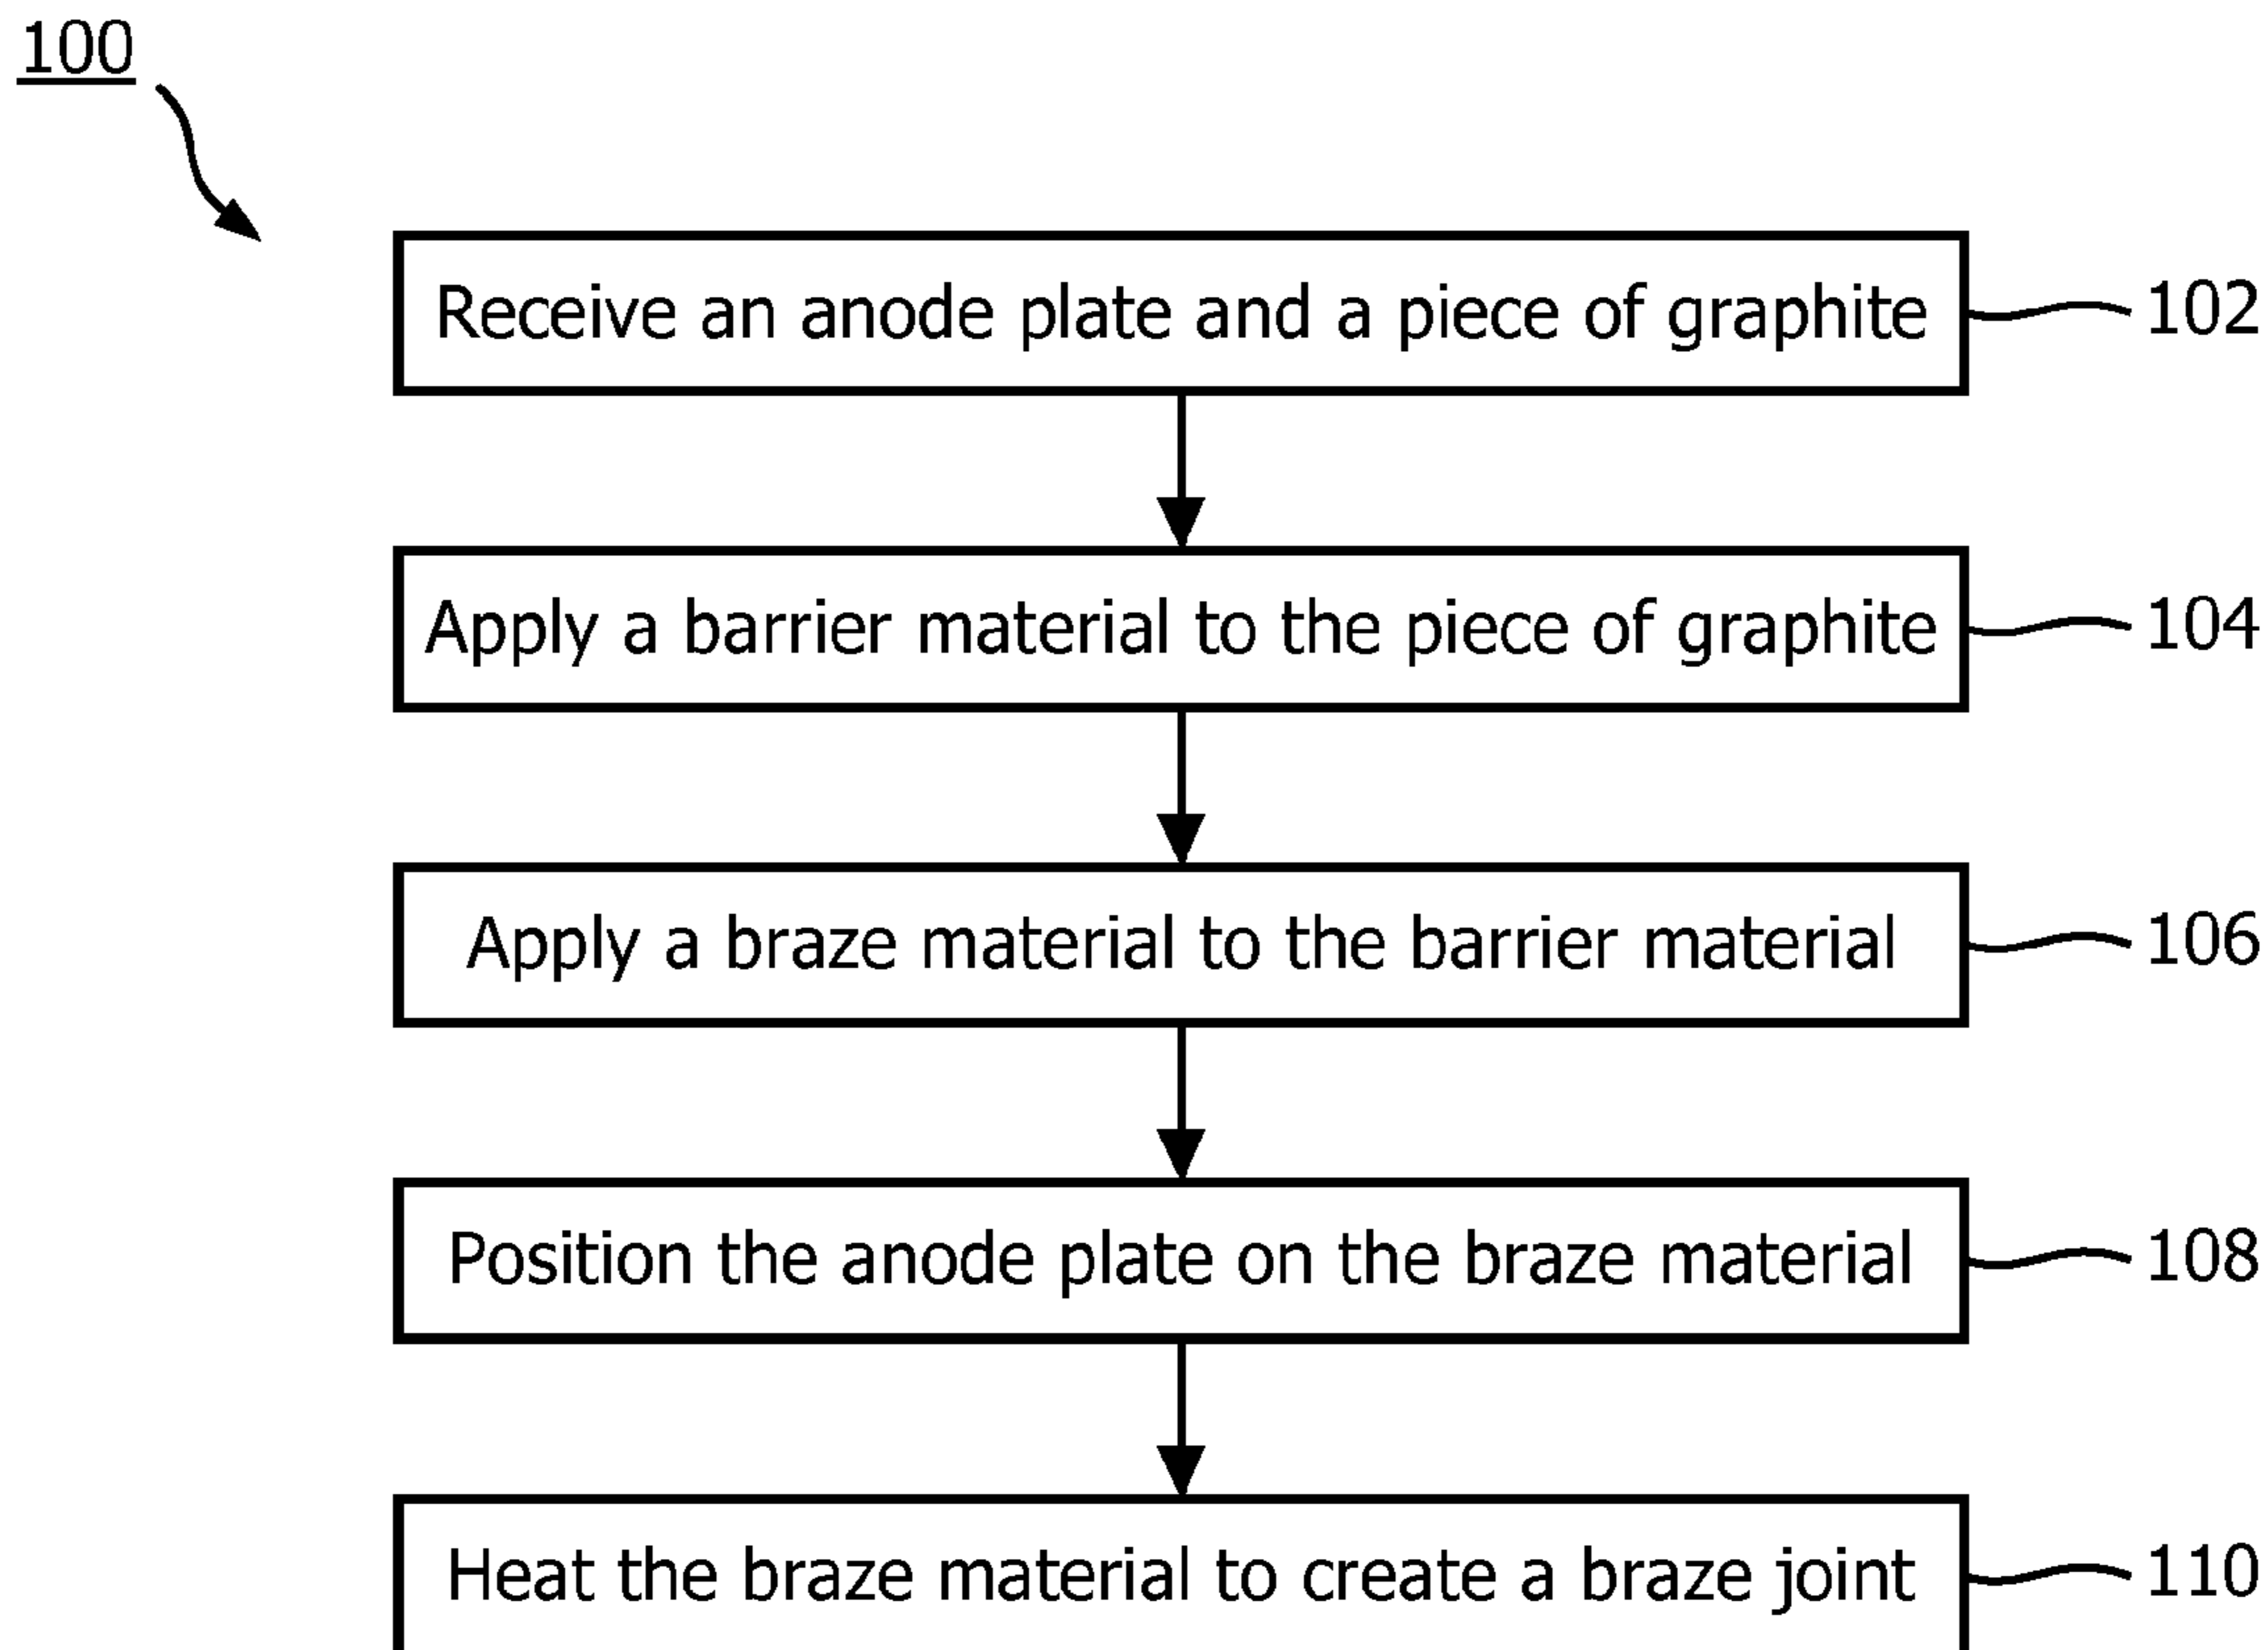 100
Receive an anode plate and a piece of graphite 102
Apply a barrier material to the piece of graphite 104
Apply a braze material to the barrier material 106
Position the anode plate on the braze material 108
Heat the braze material to create a braze joint 110